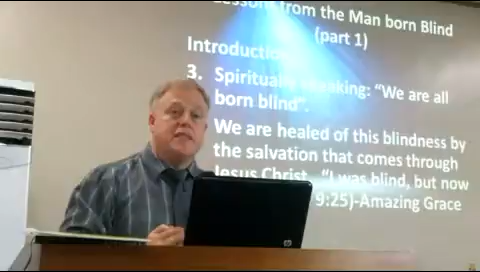 from the Man born Blind
(part 1)
Introduction
3. Spiritually speaking: "We are all
born blind".
We are healed of this blindness by
the salvation that comes through
Jesus Christ. "I was blind, but now
9:25)-Amazing Grace
hp